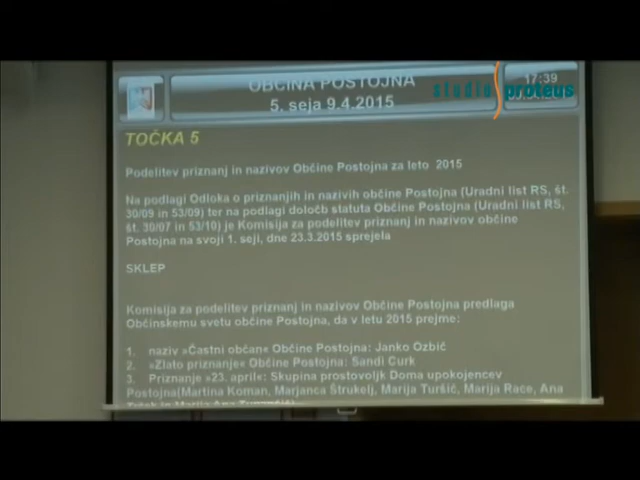 OBČINA POSTOJNA
5. seja 9.4.2015
17:39
studio proteus
TOČKA 5
Podelitev priznanj in nazivov Občine Postojna za leto 2015
Na podlagi Odloka o priznanjih in nazivih občine Postojna (Uradni list RS, št.
30/09 in 53/09) ter na podlagi določb statuta Občine Postojna (Uradni list RS,
št. 30/07 in 53/10) je Komisija za podelitev priznanj in nazivov občine
Postojna na svoji 1. seji, dne 23.3.2015 sprejela
SKLEP
Komisija za podelitev priznanj in nazivov Občine Postojna predlaga
Občinskemu svetu občine Postojna, da v letu 2015 prejme:
1. naziv »Častni občan« Občine Postojna: Janko Ozbič
2. »Zlato priznanje« Občine Postojna: Sandi Curk
3. Priznanje »23. april«: Skupina prostovoljk Doma upokojencev
Postojna(Martina Koman, Marjanca Štrukelj, Marija Turšič, Marija Race, Ana
in Marija Ana